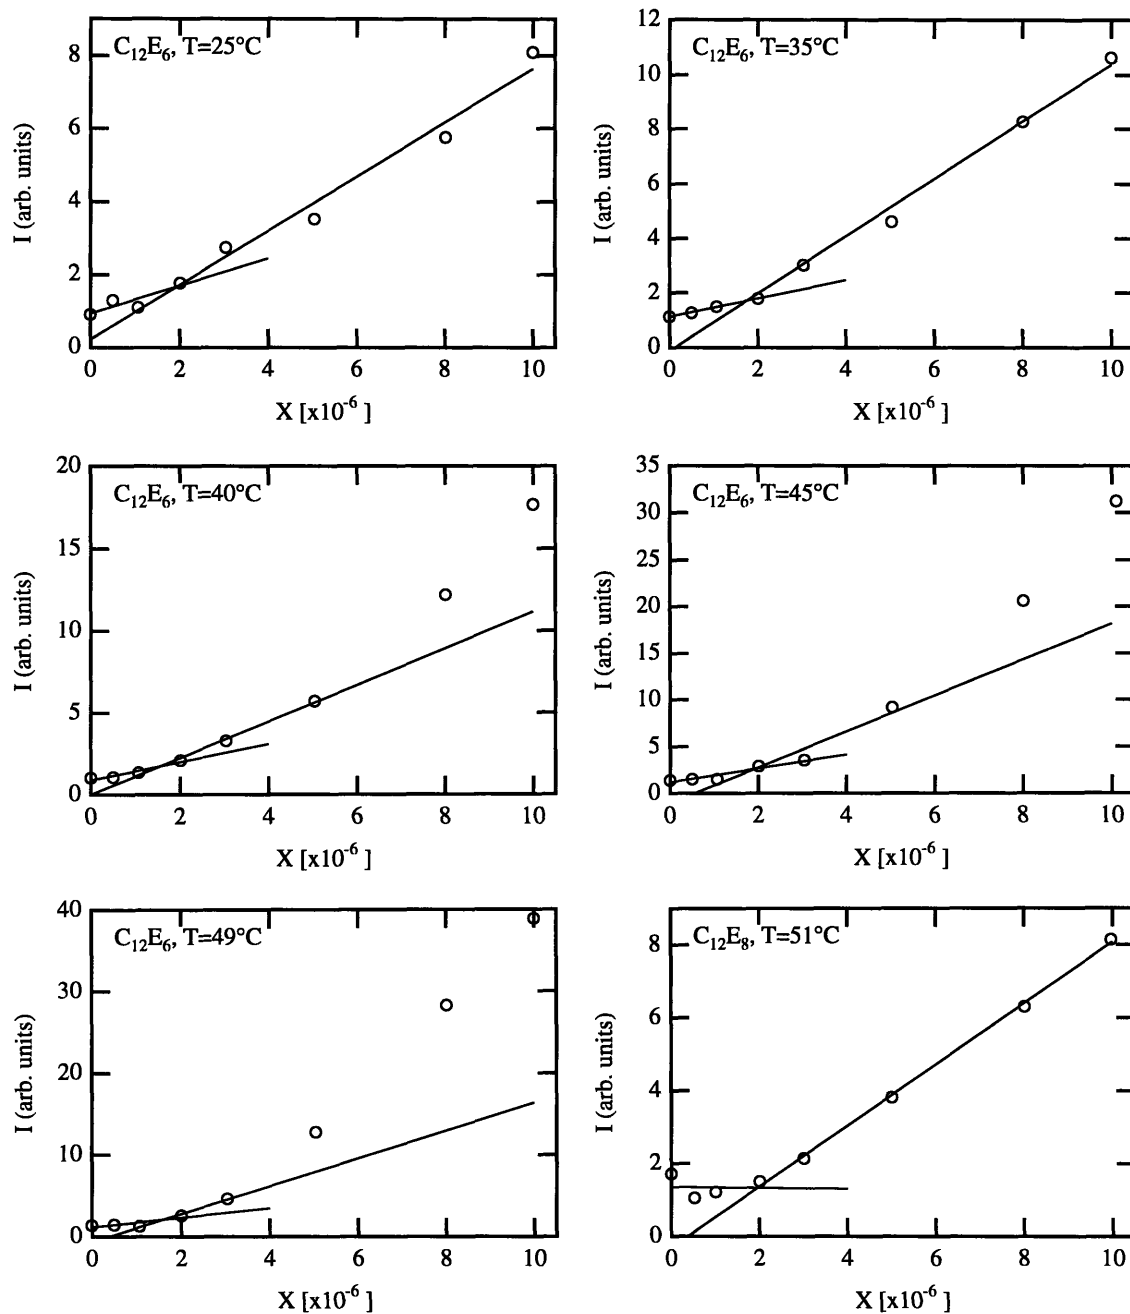 C₁₂E₆, T=25°C
8
6
4
2
0
I (arb. units)
0 2 4 6 8 10
X [x10⁻⁶ ]
C₁₂E₆, T=35°C
12
10
8
6
4
2
0
I (arb. units)
0 2 4 6 8 10
X [x10⁻⁶ ]
C₁₂E₆, T=40°C
20
15
10
5
0
I (arb. units)
0 2 4 6 8 10
X [x10⁻⁶ ]
C₁₂E₆, T=45°C
35
30
25
20
15
10
5
0
I (arb. units)
0 2 4 6 8 10
X [x10⁻⁶ ]
C₁₂E₆, T=49°C
40
30
20
10
0
I (arb. units)
0 2 4 6 8 10
X [x10⁻⁶ ]
C₁₂E₈, T=51°C
8
6
4
2
0
I (arb. units)
0 2 4 6 8 10
X [x10⁻⁶ ]